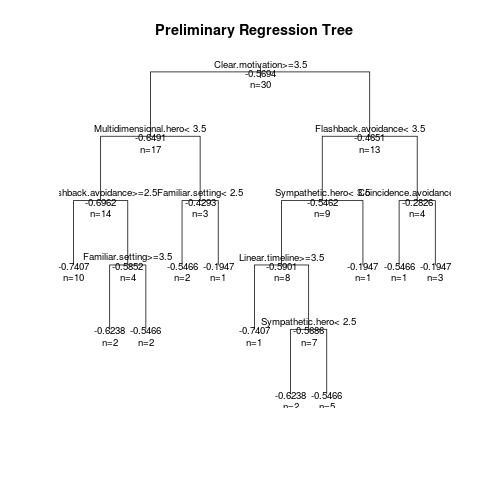 Preliminary Regression Tree
Clear.motivation>=3.5
-0.5694
n=30
Multidimensional.hero< 3.5
-0.6491
n=17
Flashback.avoidance< 3.5
-0.4651
n=13
shback.avoidance>=2.5
-0.6962
n=14
Familiar.setting< 2.5
-0.4293
n=3
Sympathetic.hero< 3.5
-0.5462
n=9
Coincidence.avoidance
-0.2826
n=4
-0.7407
n=10
Familiar.setting>=3.5
-0.5852
n=4
-0.5466
n=2
-0.1947
n=1
Linear.timeline>=3.5
-0.5901
n=8
-0.1947
n=1
-0.5466
n=1
-0.1947
n=3
-0.6238
n=2
-0.5466
n=2
-0.7407
n=1
Sympathetic.hero< 2.5
-0.5686
n=7
-0.6238
n=2
-0.5466
n=5